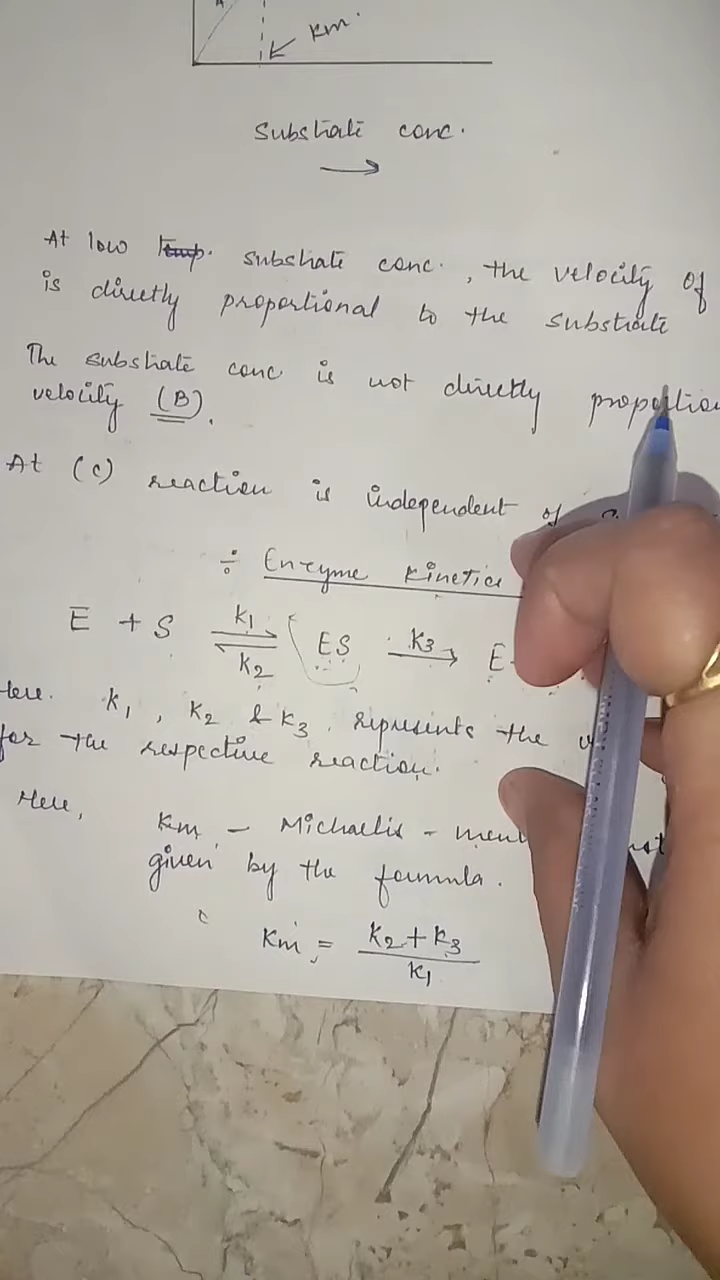 A
Km.
Substrate conc.
At low temp. substrate conc., the velocity of
is directly proportional to the substrate
The substrate conc is not directly
velocity (B).
At (C) reaction is independent of
÷ Enzyme Kinetics
E + S K1 K2 ES K3 E
Here. K1, K2 & K3. represents the
for the respective reaction.
Here,
Km - Michaelis -
given by the formula.
Km = K2 + K3 / K1